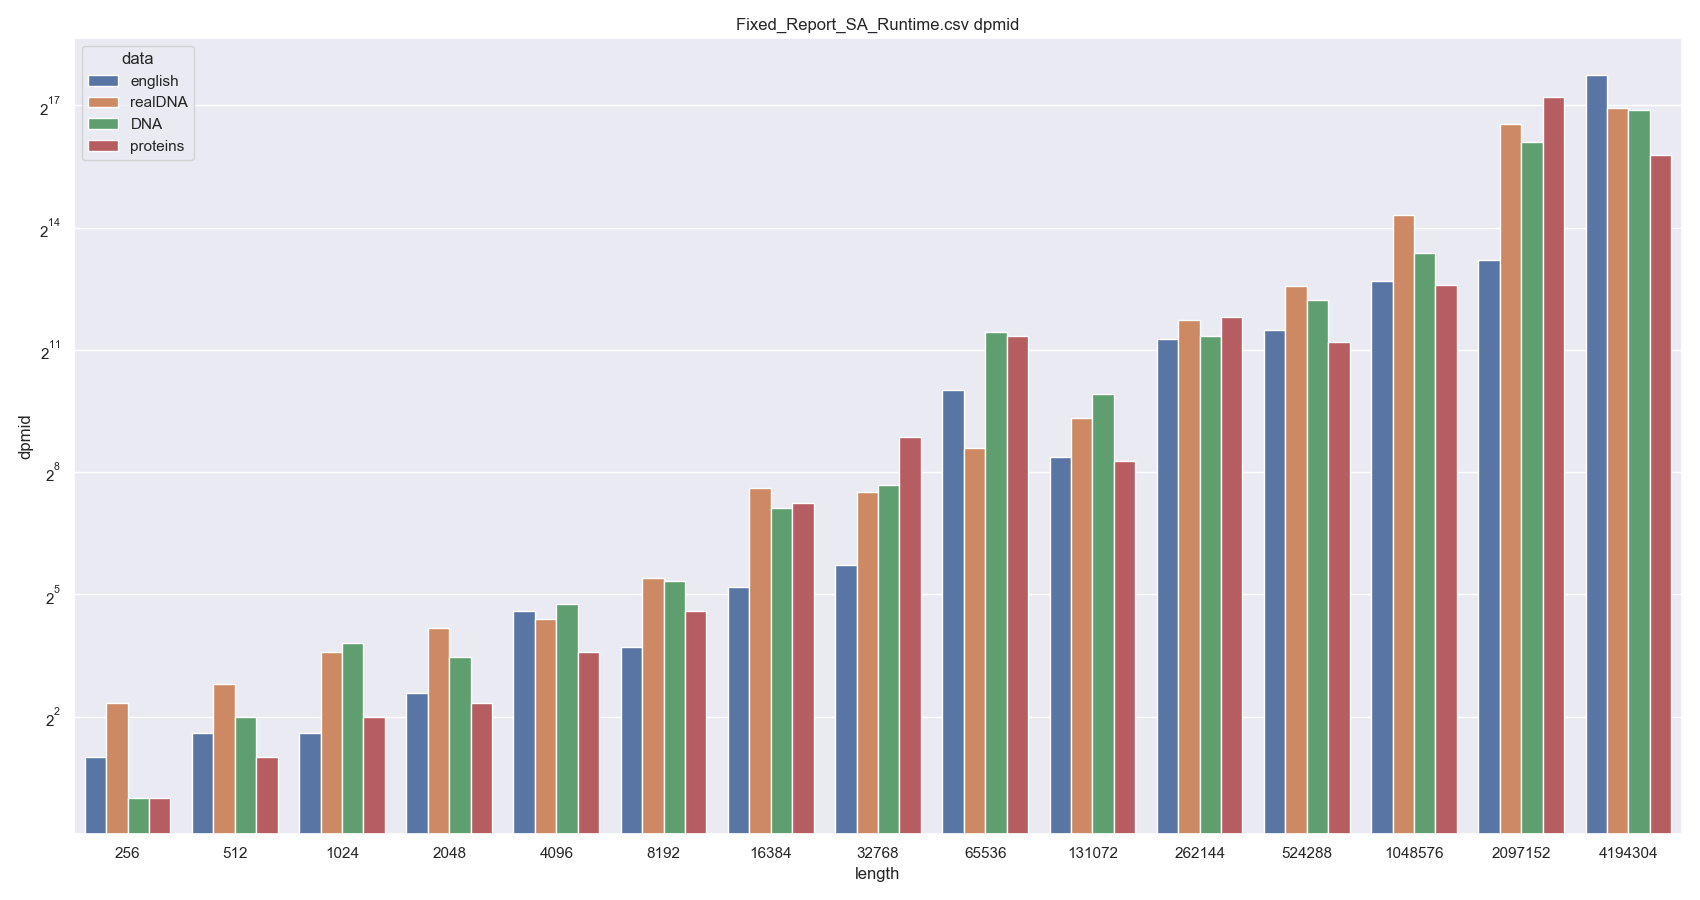 Fixed_Report_SA_Runtime.csv dpmid
data
english
realDNA
DNA
proteins
2^17
2^14
2^11
2^8
2^5
2^2
dpmid
256 512 1024 2048 4096 8192 16384 32768 65536 131072 262144 524288 1048576 2097152 4194304
length